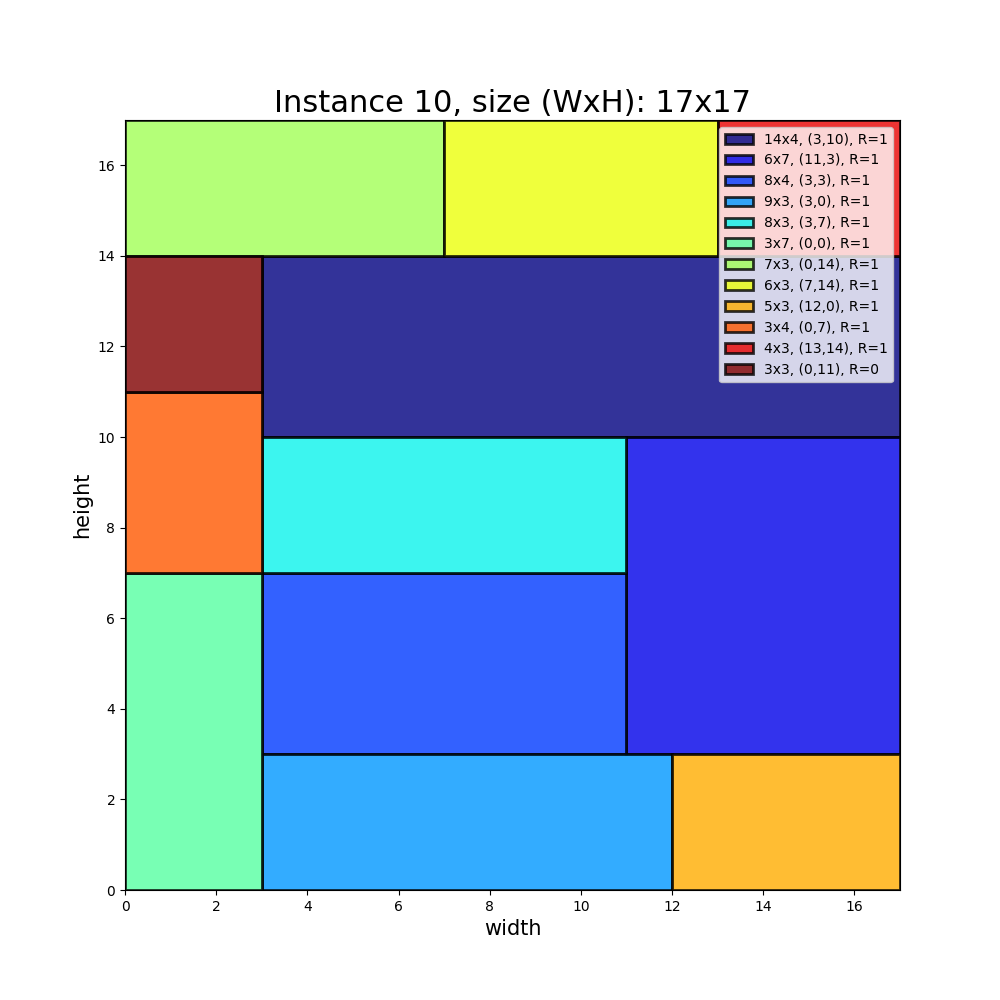 Instance 10, size (WxH): 17x17
14x4, (3,10), R=1
6x7, (11,3), R=1
8x4, (3,3), R=1
9x3, (3,0), R=1
8x3, (3,7), R=1
3x7, (0,0), R=1
7x3, (0,14), R=1
6x3, (7,14), R=1
5x3, (12,0), R=1
3x4, (0,7), R=1
4x3, (13,14), R=1
3x3, (0,11), R=0
height
16
14
12
10
8
6
4
2
0
0 2 4 6 8 10 12 14 16
width